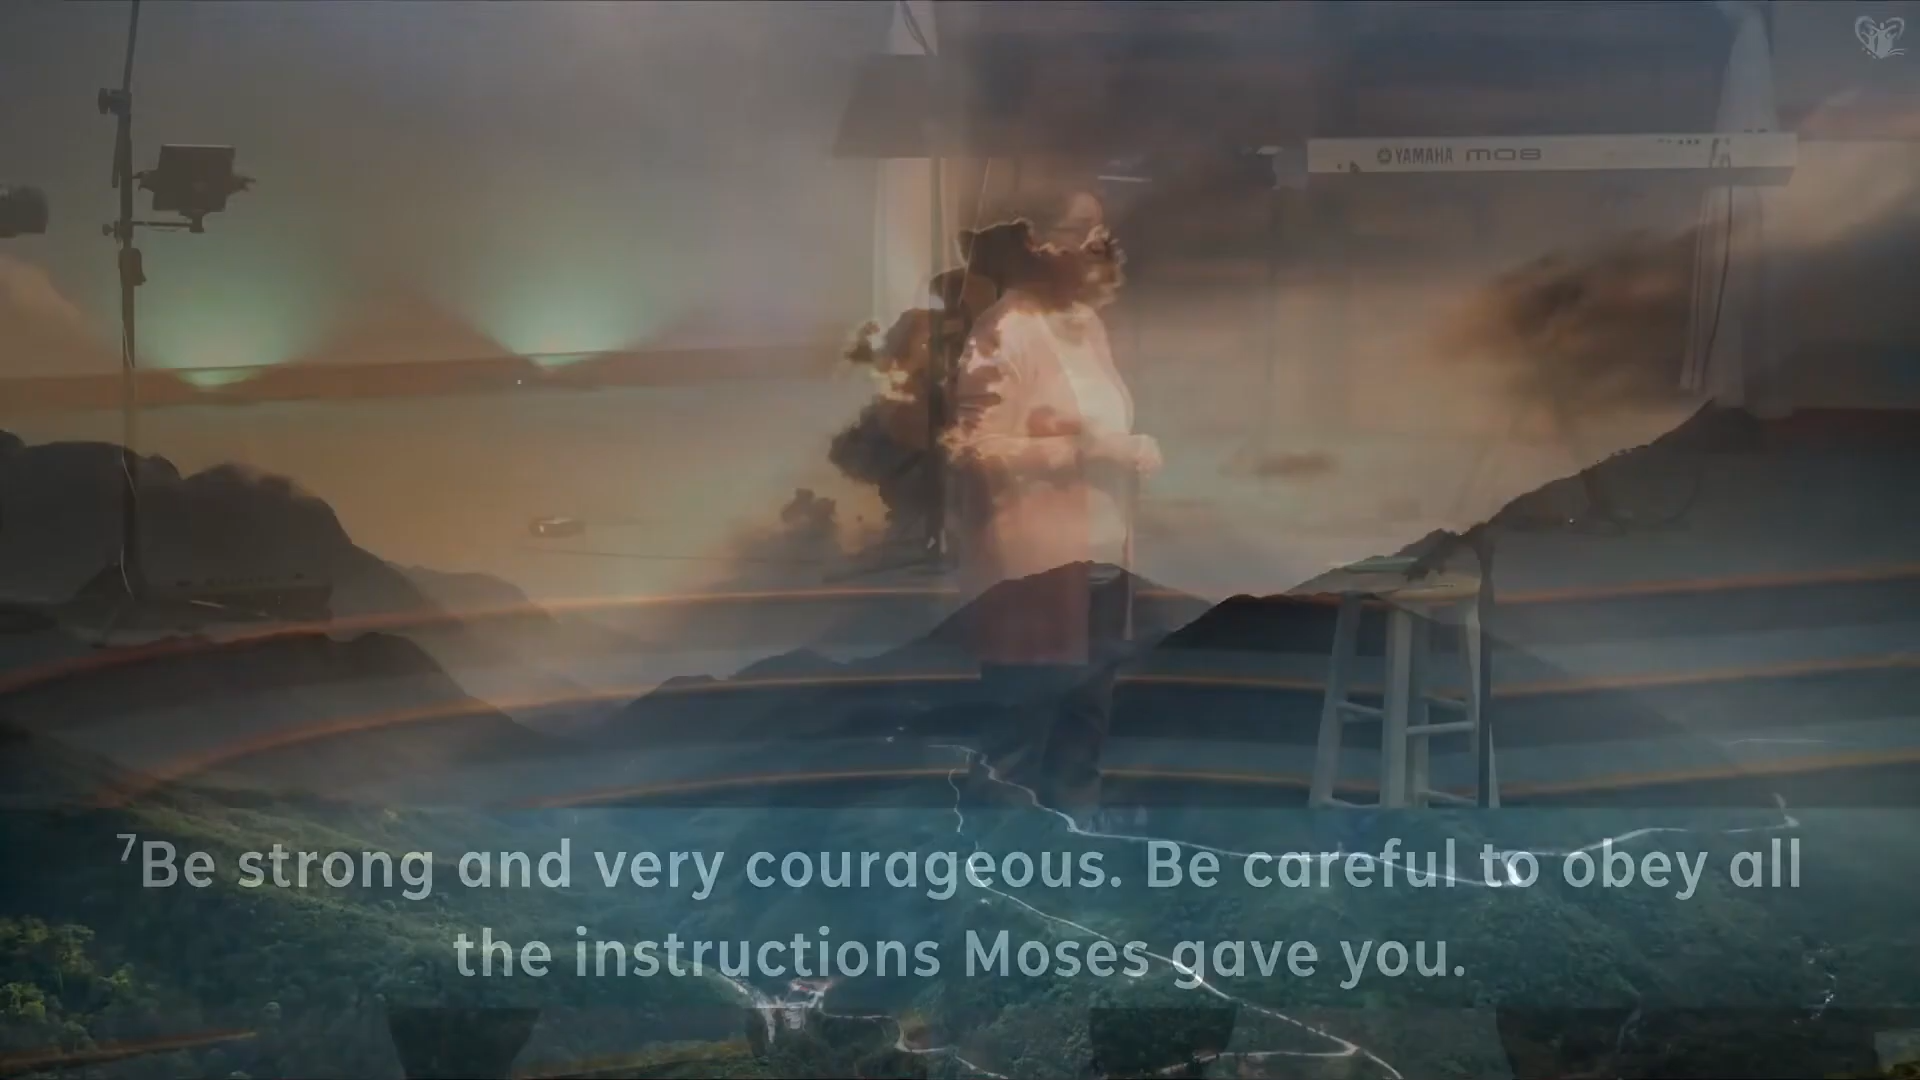 YAMAHA MO8
7Be strong and very courageous. Be careful to obey all
the instructions Moses gave you.